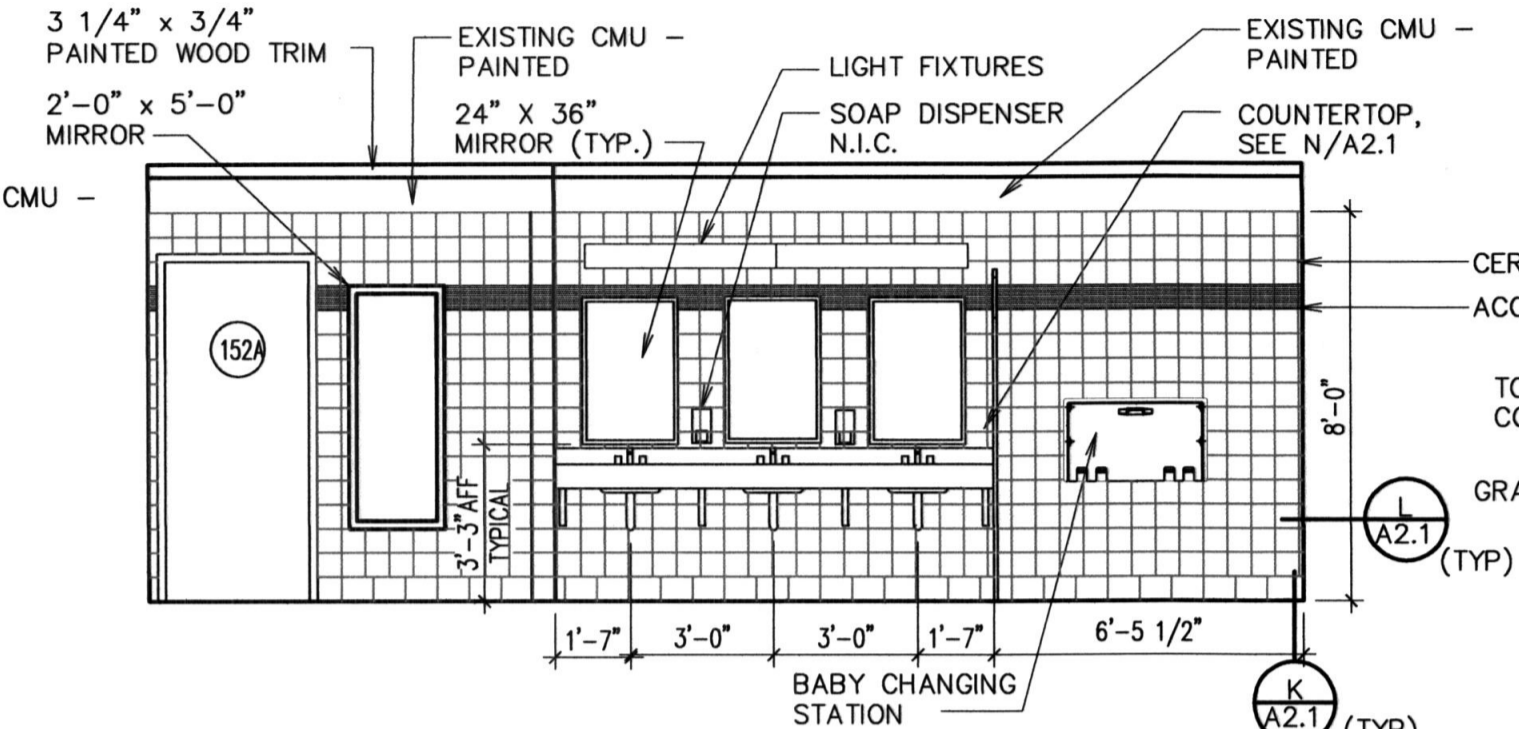 3 1/4" x 3/4"
PAINTED WOOD TRIM
2'-0" x 5'-0"
MIRROR
CMU -
EXISTING CMU -
PAINTED
24" X 36"
MIRROR (TYP.)
LIGHT FIXTURES
SOAP DISPENSER
N.I.C.
EXISTING CMU -
PAINTED
COUNTERTOP,
SEE N/A2.1
152A
3'-3" AFF
TYPICAL
8'-0"
L
A2.1
(TYP)
1'-7"
3'-0"
3'-0"
1'-7"
6'-5 1/2"
BABY CHANGING
STATION
K
A2.1
(TYP)